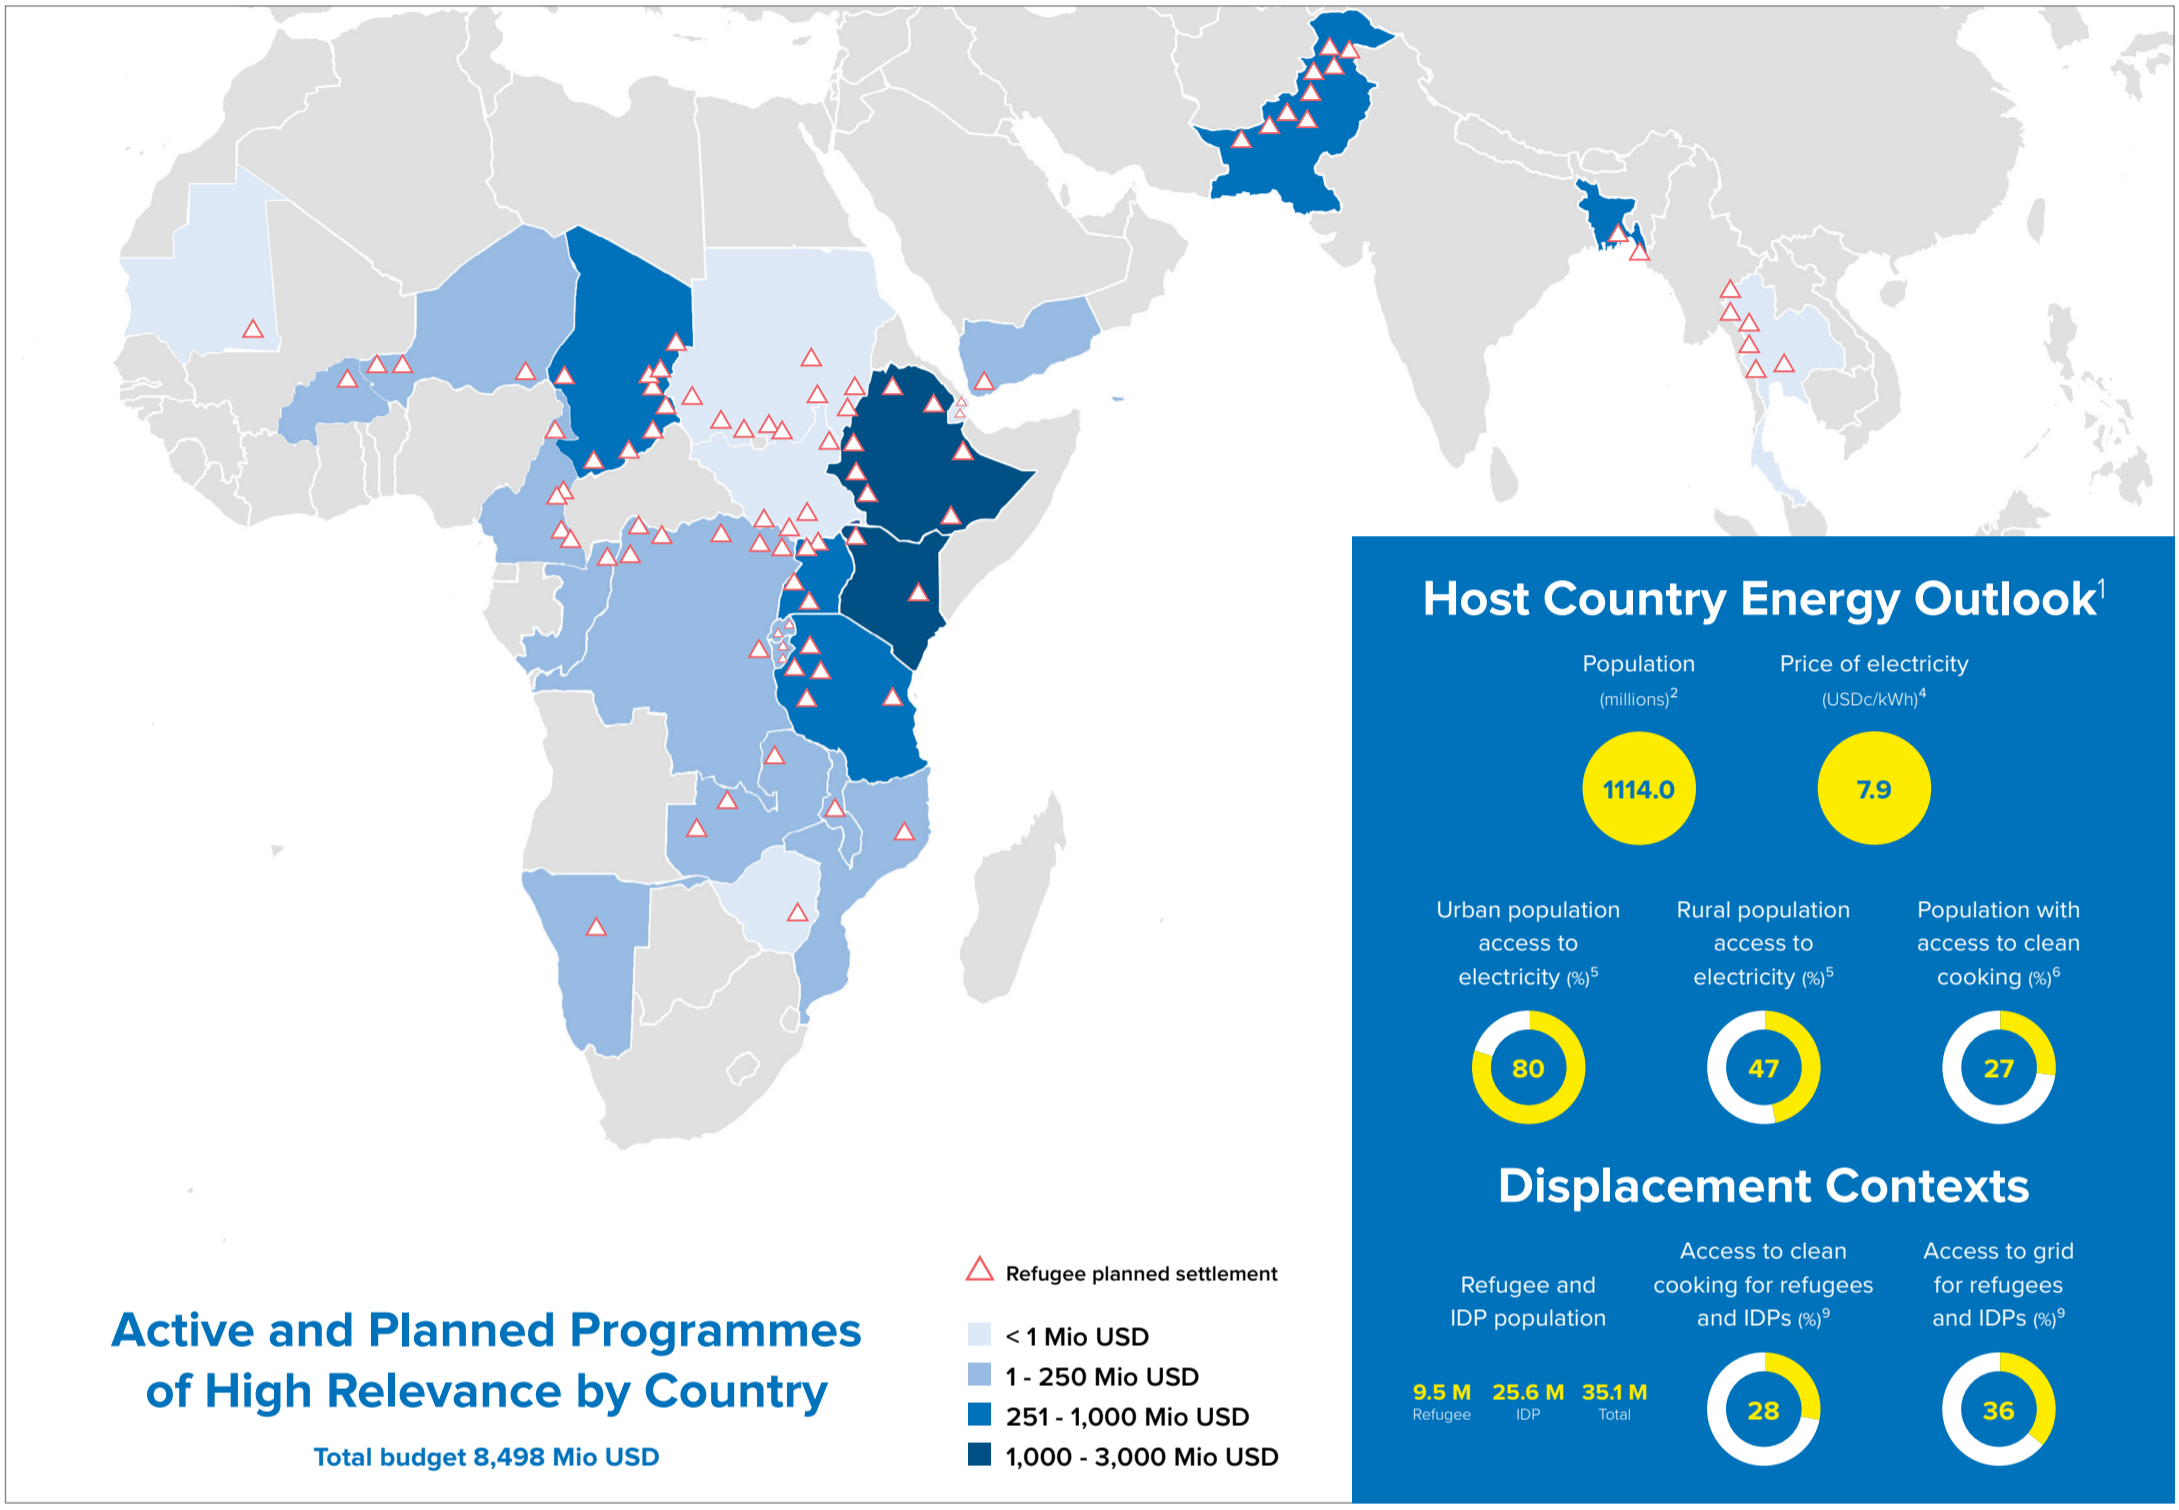 Host Country Energy Outlook1
Population
(millions)2
Price of electricity
(USDc/kWh)4
1114.0
7.9
Urban population
access to
electricity (%)5
Rural population
access to
electricity (%)5
Population with
access to clean
cooking (%)6
80
47
27
Displacement Contexts
Refugee and
IDP population
Access to clean
cooking for refugees
and IDPs (%)9
Access to grid
for refugees
and IDPs (%)9
9.5 M
Refugee
25.6 M
IDP
35.1 M
Total
28
36
Refugee planned settlement
< 1 Mio USD
1 - 250 Mio USD
251 - 1,000 Mio USD
1,000 - 3,000 Mio USD
Active and Planned Programmes
of High Relevance by Country
Total budget 8,498 Mio USD